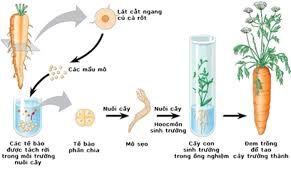 Lát cắt ngang
củ cà rốt
Các mẩu mô
Nuôi cấy
Nuôi cấy
Hoocmôn
sinh trưởng
Các tế bào
được tách rời
trong môi trường
nuôi cấy
Tế bào
phân chia
Mô sẹo
Cây con
sinh trưởng
trong ống nghiệm
Đem trồng
để tạo
cây trưởng thành